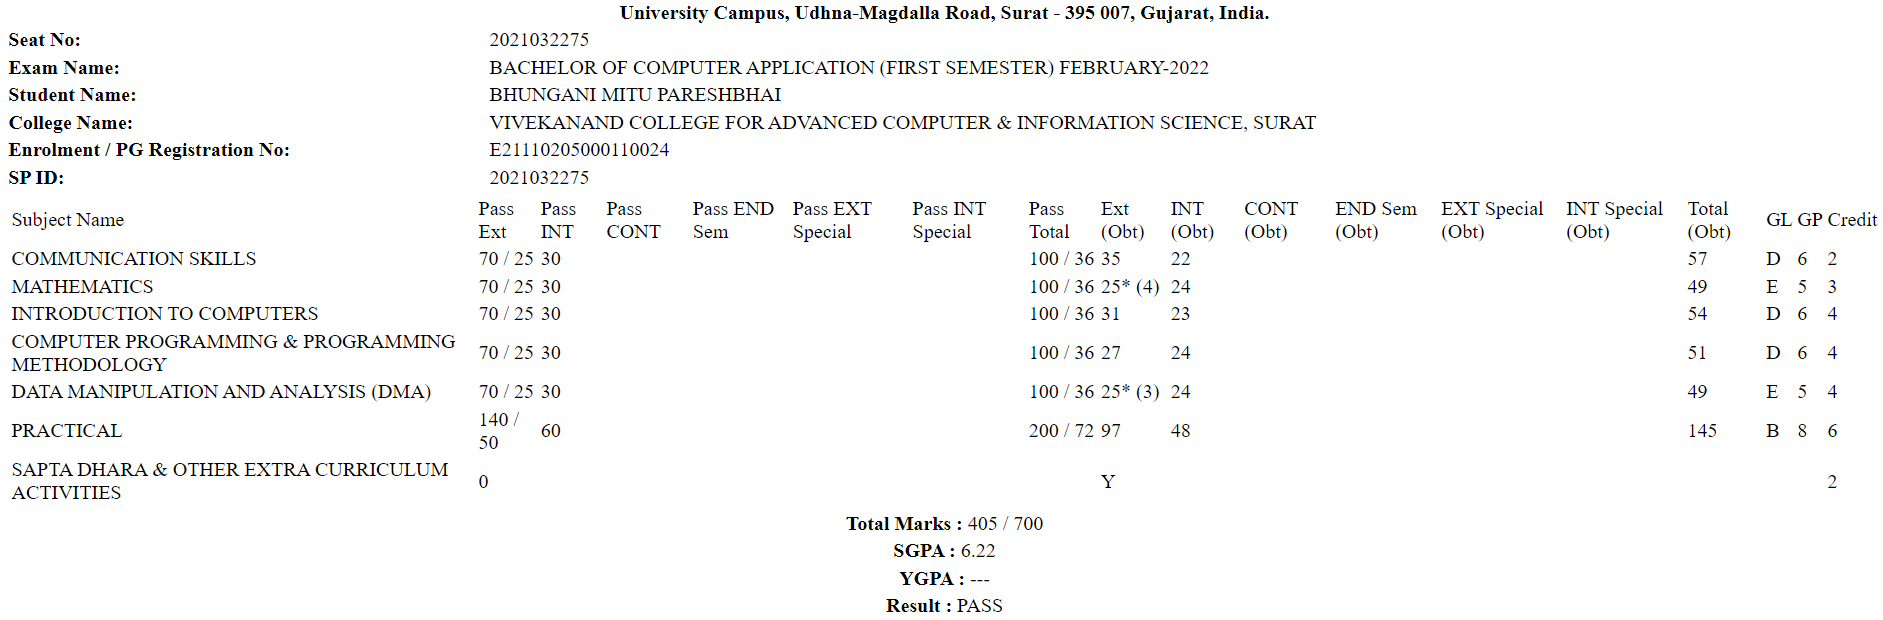 University Campus, Udhna-Magdalla Road, Surat - 395 007, Gujarat, India.
Seat No: 2021032275
Exam Name: BACHELOR OF COMPUTER APPLICATION (FIRST SEMESTER) FEBRUARY-2022
Student Name: BHUNGANI MITU PARESHBHAI
College Name: VIVEKANAND COLLEGE FOR ADVANCED COMPUTER & INFORMATION SCIENCE, SURAT
Enrolment / PG Registration No: E21110205000110024
SP ID: 2021032275
Subject Name Pass Ext Pass INT Pass CONT Pass END Sem Pass EXT Special Pass INT Special Pass Total Ext (Obt) INT (Obt) CONT (Obt) END Sem (Obt) EXT Special (Obt) INT Special (Obt) Total (Obt) GL GP Credit
COMMUNICATION SKILLS 70 / 25 30 100 / 36 35 22 57 D 6 2
MATHEMATICS 70 / 25 30 100 / 36 25* (4) 24 49 E 5 3
INTRODUCTION TO COMPUTERS 70 / 25 30 100 / 36 31 23 54 D 6 4
COMPUTER PROGRAMMING & PROGRAMMING METHODOLOGY 70 / 25 30 100 / 36 27 24 51 D 6 4
DATA MANIPULATION AND ANALYSIS (DMA) 70 / 25 30 100 / 36 25* (3) 24 49 E 5 4
PRACTICAL 140 / 50 60 200 / 72 97 48 145 B 8 6
SAPTA DHARA & OTHER EXTRA CURRICULUM ACTIVITIES 0 Y 2
Total Marks : 405 / 700
SGPA : 6.22
YGPA : ---
Result : PASS